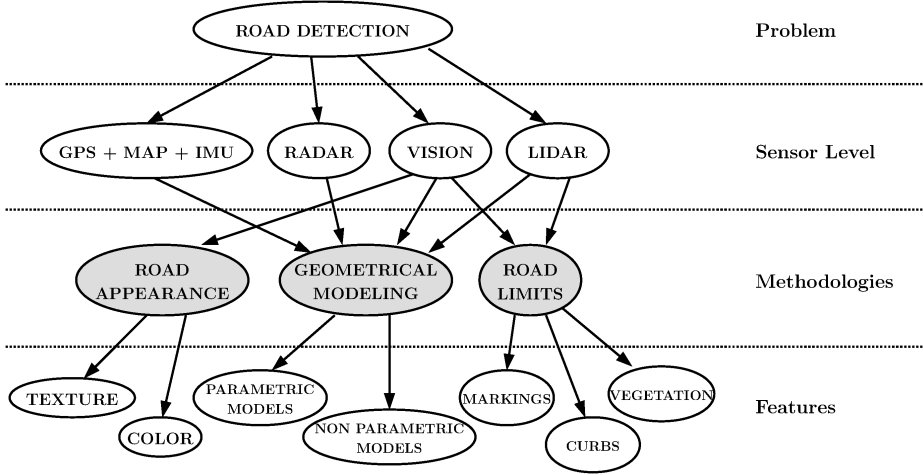 ROAD DETECTION
Problem
GPS + MAP + IMU
RADAR
VISION
LIDAR
Sensor Level
ROAD
APPEARANCE
GEOMETRICAL
MODELING
ROAD
LIMITS
Methodologies
TEXTURE
COLOR
PARAMETRIC
MODELS
NON PARAMETRIC
MODELS
MARKINGS
CURBS
VEGETATION
Features